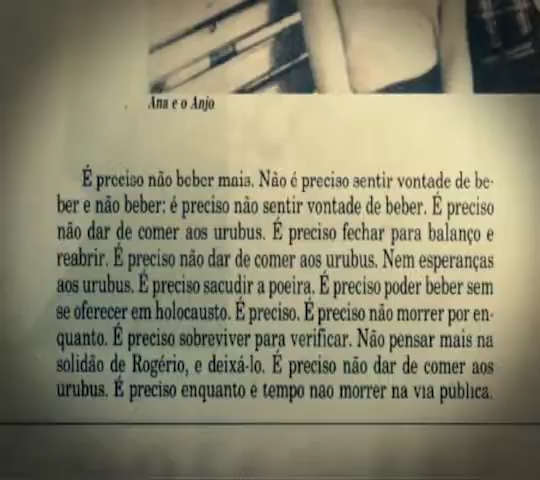 Ana e o Anjo
É preciso não beber mais. Não é preciso sentir vontade de be-
ber e não beber: é preciso não sentir vontade de beber. É preciso
não dar de comer aos urubus. É preciso fechar para balanço e
reabrir. É preciso não dar de comer aos urubus. Nem esperanças
aos urubus. É preciso sacudir a poeira. É preciso poder beber sem
se oferecer em holocausto. É preciso. É preciso não morrer por en-
quanto. É preciso sobreviver para verificar. Não pensar mais na
solidão de Rogério, e deixá-lo. É preciso não dar de comer aos
urubus. É preciso enquanto e tempo nao morrer na via publica.